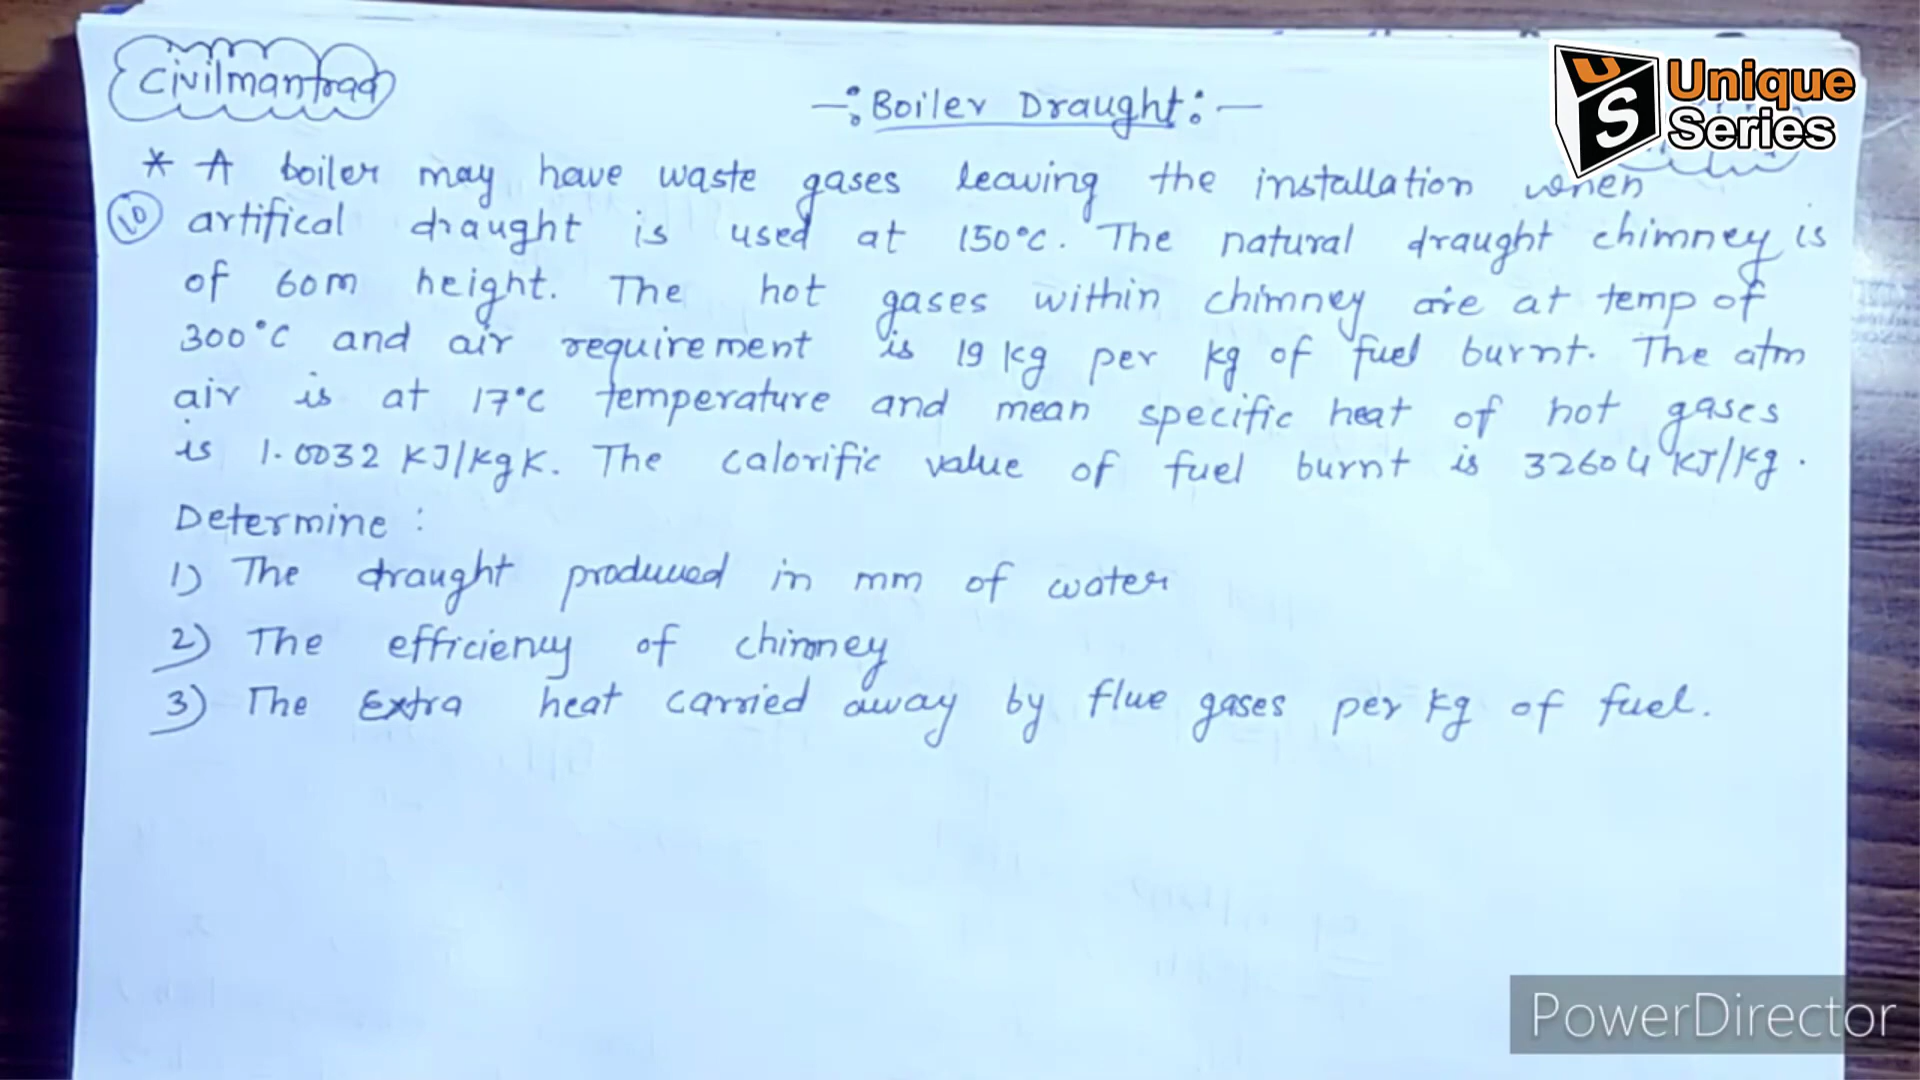 Civilmantraa
-: Boiler Draught :-
US Unique Series
* A boiler may have waste gases leaving the installation when
10 artifical draught is used at 150°C. The natural draught chimney is
of 60m height. The hot gases within chimney are at temp of
300°C and air requirement is 19 kg per kg of fuel burnt. The atm
air is at 17°C temperature and mean specific heat of hot gases
is 1.0032 KJ/KgK. The calorific value of fuel burnt is 32604 KJ/Kg.
Determine :
1) The draught produced in mm of water
2) The efficiency of chimney
3) The Extra heat carried away by flue gases per kg of fuel.
PowerDirector